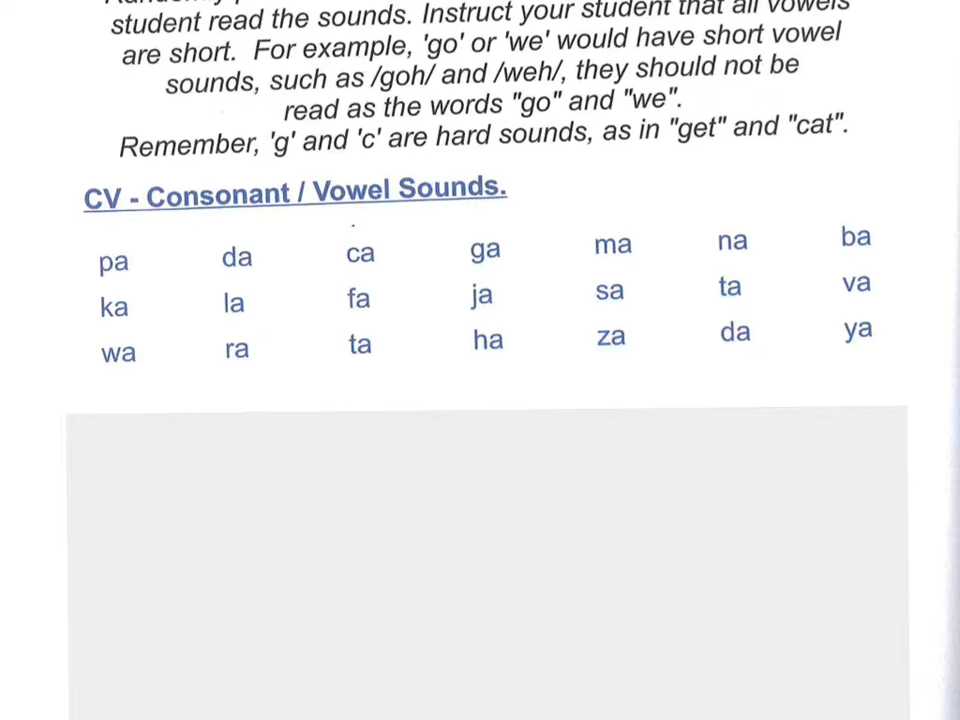 student read the sounds. Instruct your student that all vowels
are short. For example, 'go' or 'we' would have short vowel
sounds, such as /goh/ and /weh/, they should not be
read as the words "go" and "we".
Remember, 'g' and 'c' are hard sounds, as in "get" and "cat".
CV - Consonant / Vowel Sounds.
pa da ca ga ma na ba
ka la fa ja sa ta va
wa ra ta ha za da ya